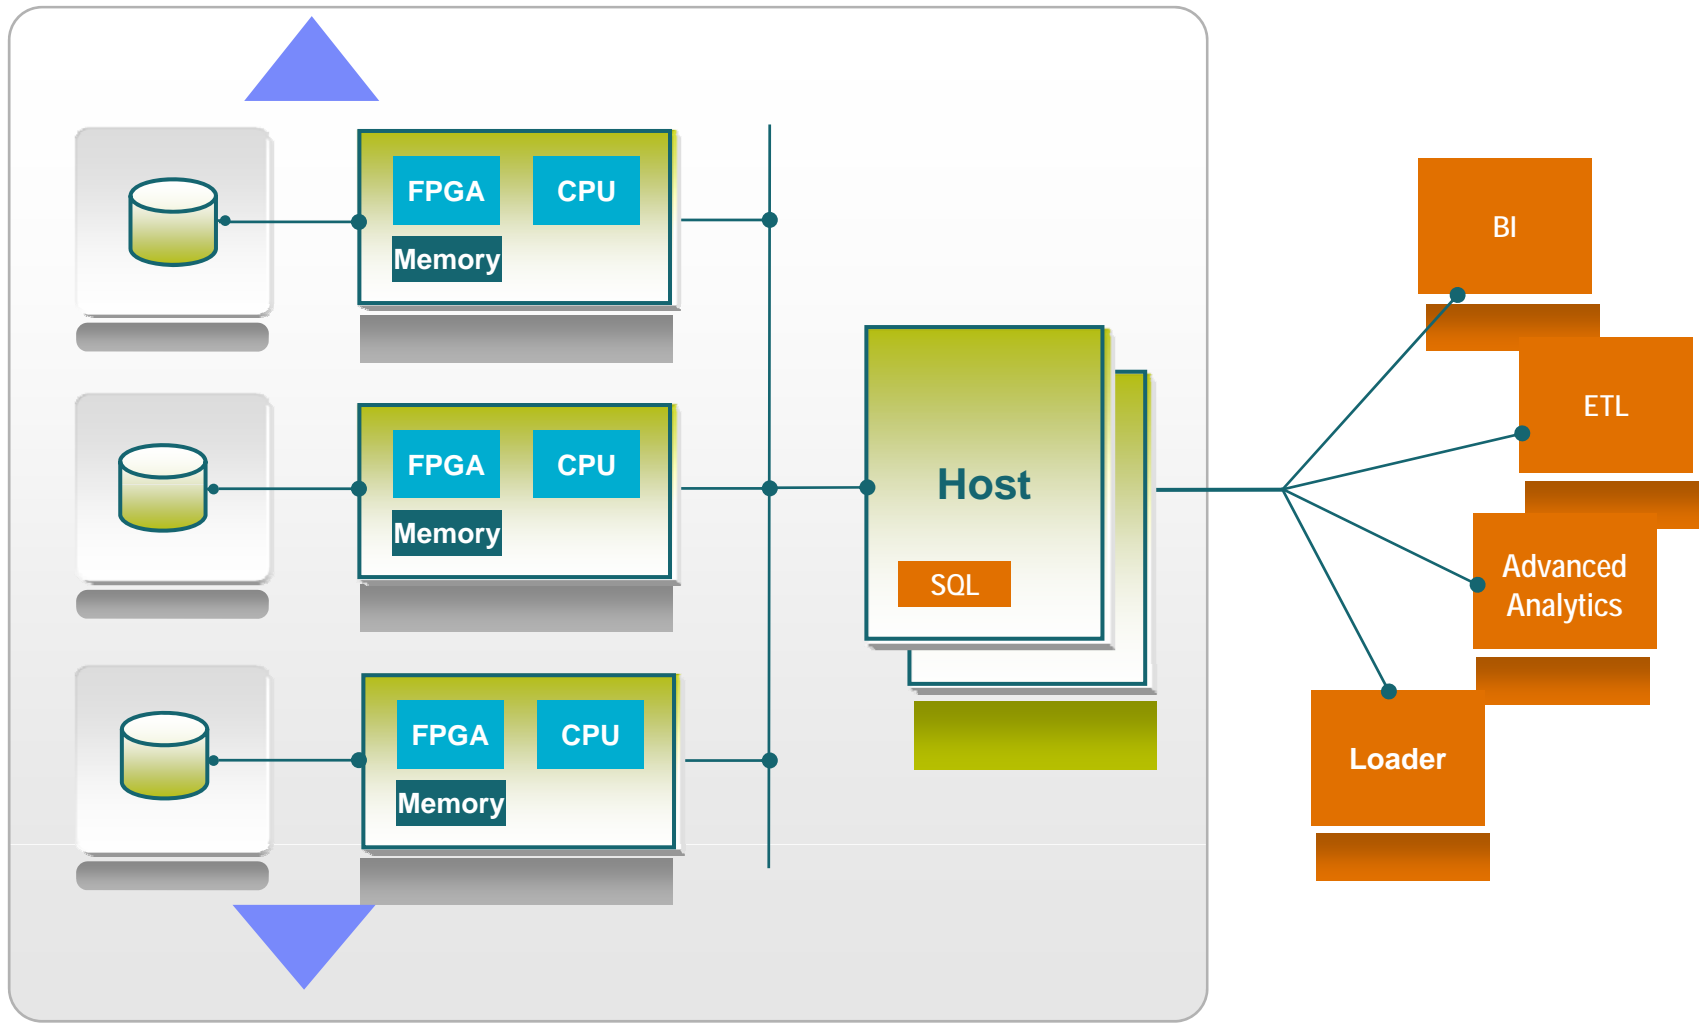 FPGA CPU
Memory
FPGA CPU
Memory
FPGA CPU
Memory
Host
SQL
BI
ETL
Advanced
Analytics
Loader